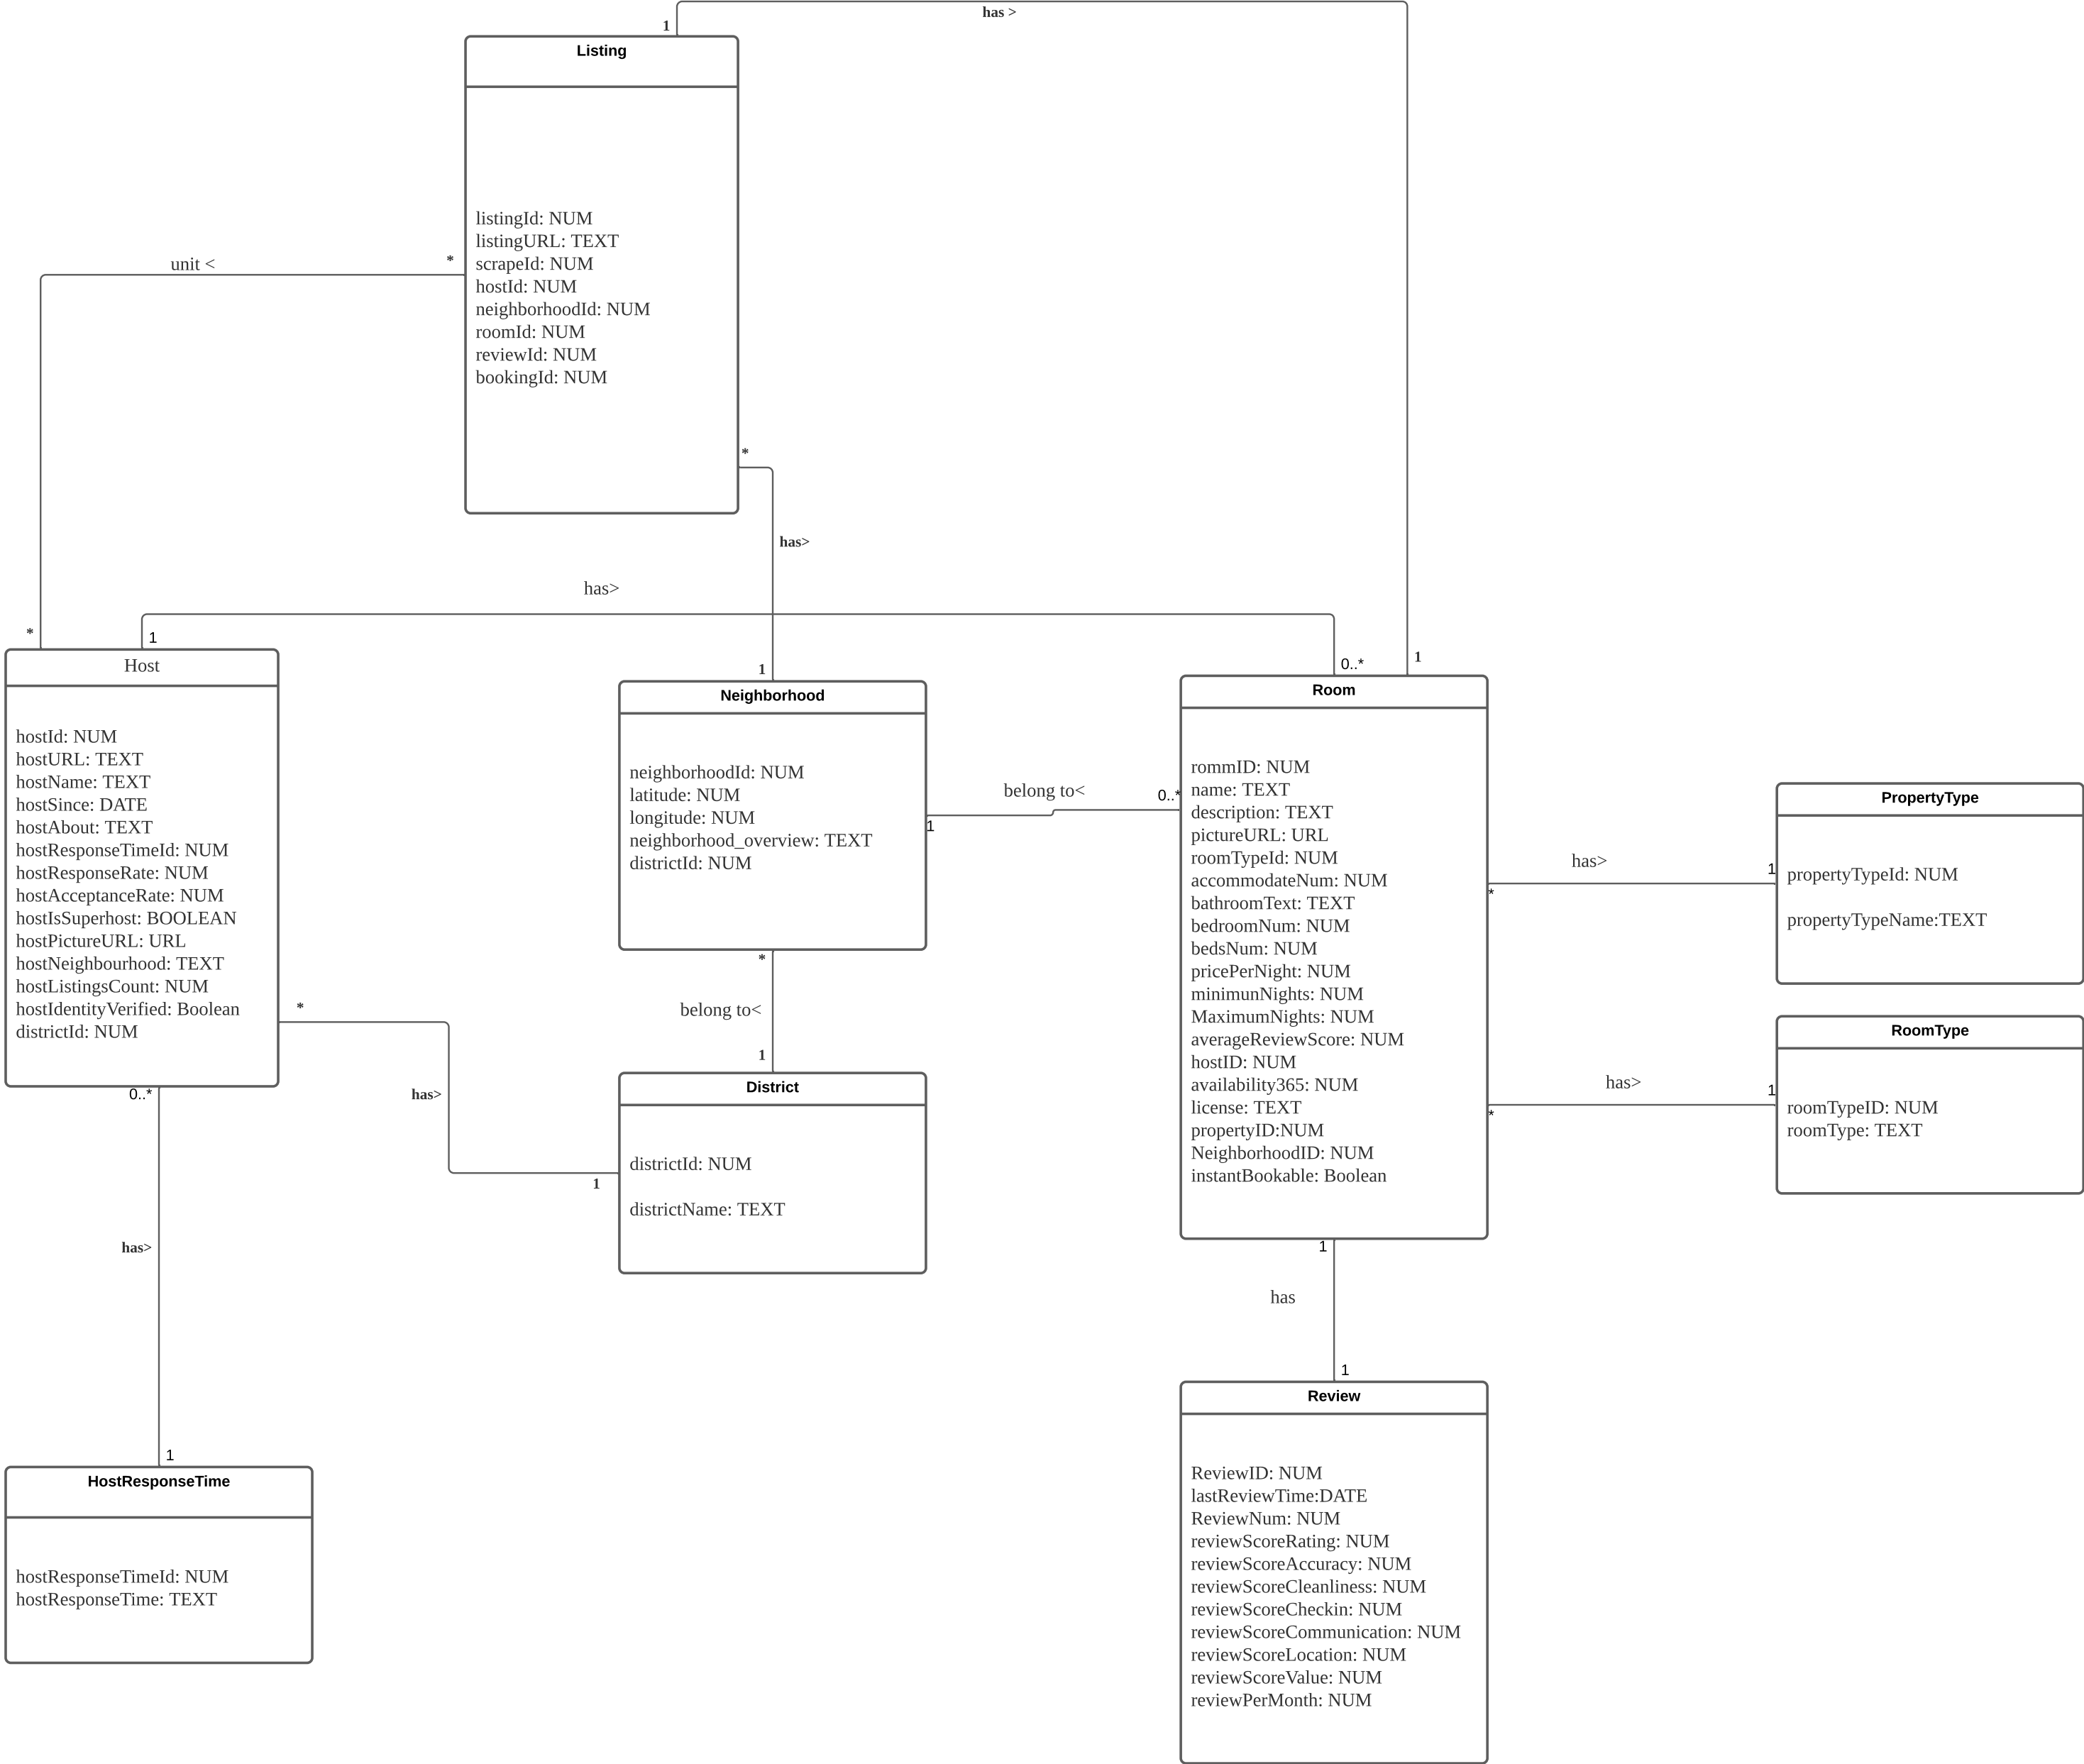 has >
1
Listing
listingId: NUM
listingURL: TEXT
scrapeId: NUM
hostId: NUM
neighborhoodId: NUM
roomId: NUM
reviewId: NUM
bookingId: NUM
*
unit <
*
*
has>
has>
1
0..*
1
1
Host
hostId: NUM
hostURL: TEXT
hostName: TEXT
hostSince: DATE
hostAbout: TEXT
hostResponseTimeId: NUM
hostResponseRate: NUM
hostAcceptanceRate: NUM
hostIsSuperhost: BOOLEAN
hostPictureURL: URL
hostNeighbourhood: TEXT
hostListingsCount: NUM
hostIdentityVerified: Boolean
districtId: NUM
Neighborhood
neighborhoodId: NUM
latitude: NUM
longitude: NUM
neighborhood_overview: TEXT
districtId: NUM
belong to<
0..*
1
Room
rommID: NUM
name: TEXT
description: TEXT
pictureURL: URL
roomTypeId: NUM
accommodateNum: NUM
bathroomText: TEXT
bedroomNum: NUM
bedsNum: NUM
pricePerNight: NUM
minimunNights: NUM
MaximumNights: NUM
averageReviewScore: NUM
hostID: NUM
availability365: NUM
license: TEXT
propertyID:NUM
NeighborhoodID: NUM
instantBookable: Boolean
has>
1
*
PropertyType
propertyTypeId: NUM
propertyTypeName:TEXT
has>
1
*
RoomType
roomTypeID: NUM
roomType: TEXT
*
belong to<
1
District
districtId: NUM
districtName: TEXT
*
has>
1
0..*
has>
1
HostResponseTime
hostResponseTimeId: NUM
hostResponseTime: TEXT
1
has
1
Review
ReviewID: NUM
lastReviewTime:DATE
ReviewNum: NUM
reviewScoreRating: NUM
reviewScoreAccuracy: NUM
reviewScoreCleanliness: NUM
reviewScoreCheckin: NUM
reviewScoreCommunication: NUM
reviewScoreLocation: NUM
reviewScoreValue: NUM
reviewPerMonth: NUM